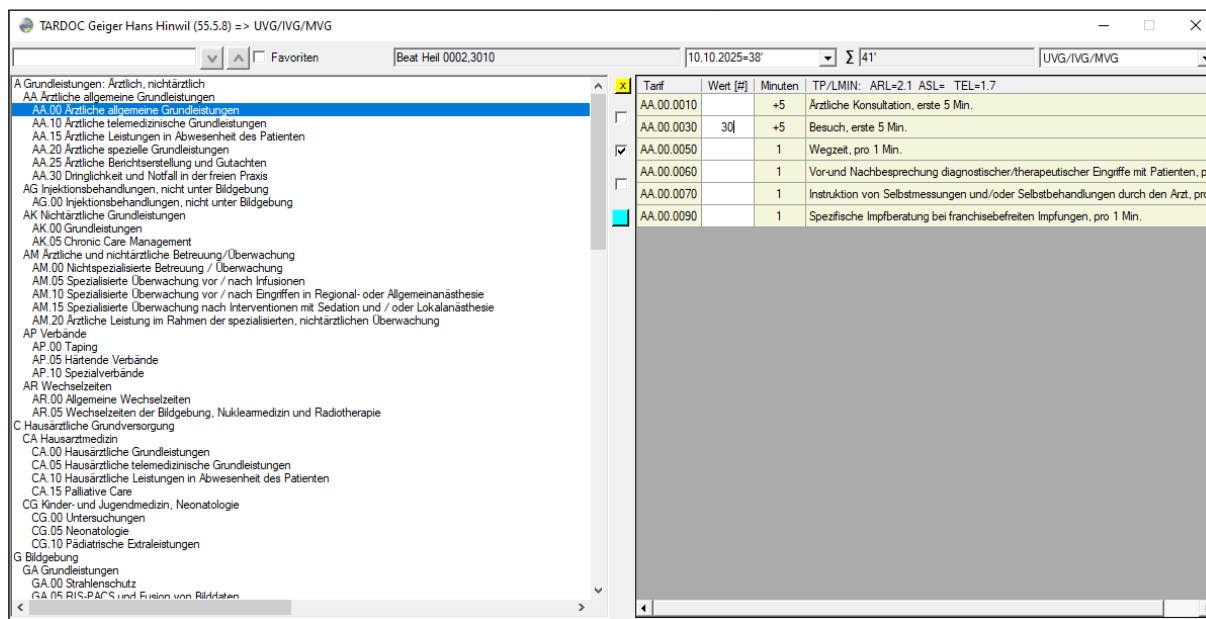 TARDOC Geiger Hans Hinwil (55.5.8) => UVG/IVG/MVG
Favoriten
Beat Heil 0002,3010
10.10.2025=38'
Σ 41'
UVG/IVG/MVG
A Grundleistungen: Ärztlich, nichtärztlich
AA Ärztliche allgemeine Grundleistungen
AA.00 Ärztliche allgemeine Grundleistungen
AA.10 Ärztliche telemedizinische Grundleistungen
AA.15 Ärztliche Leistungen in Abwesenheit des Patienten
AA.20 Ärztliche spezielle Grundleistungen
AA.25 Ärztliche Berichtserstellung und Gutachten
AA.30 Dringlichkeit und Notfall in der freien Praxis
AG Injektionsbehandlungen, nicht unter Bildgebung
AG.00 Injektionsbehandlungen, nicht unter Bildgebung
AK Nichtärztliche Grundleistungen
AK.00 Grundleistungen
AK.05 Chronic Care Management
AM Ärztliche und nichtärztliche Betreuung/Überwachung
AM.00 Nichtspezialisierte Betreuung / Überwachung
AM.05 Spezialisierte Überwachung vor / nach Infusionen
AM.10 Spezialisierte Überwachung vor / nach Eingriffen in Regional- oder Allgemeinanästhesie
AM.15 Spezialisierte Überwachung nach Interventionen mit Sedation und / oder Lokalanästhesie
AM.20 Ärztliche Leistung im Rahmen der spezialisierten, nichtärztlichen Überwachung
AP Verbände
AP.00 Taping
AP.05 Härtende Verbände
AP.10 Spezialverbände
AR Wechselzeiten
AR.00 Allgemeine Wechselzeiten
AR.05 Wechselzeiten der Bildgebung, Nuklearmedizin und Radiotherapie
C Hausärztliche Grundversorgung
CA Hausarztmedizin
CA.00 Hausärztliche Grundleistungen
CA.05 Hausärztliche telemedizinische Grundleistungen
CA.10 Hausärztliche Leistungen in Abwesenheit des Patienten
CA.15 Palliative Care
CG Kinder- und Jugendmedizin, Neonatologie
CG.00 Untersuchungen
CG.05 Neonatologie
CG.10 Pädiatrische Extraleistungen
G Bildgebung
GA Grundleistungen
GA.00 Strahlenschutz
GA.05 RIS-PACS und Fusion von Bilddaten
x
Tarif Wert [#] Minuten TP/LMIN: ARL=2.1 ASL= TEL=1.7
AA.00.0010 +5 Ärztliche Konsultation, erste 5 Min.
AA.00.0030 30 +5 Besuch, erste 5 Min.
AA.00.0050 1 Wegzeit, pro 1 Min.
AA.00.0060 1 Vor-und Nachbesprechung diagnostischer/therapeutischer Eingriffe mit Patienten, p
AA.00.0070 1 Instruktion von Selbstmessungen und/oder Selbstbehandlungen durch den Arzt, pro
AA.00.0090 1 Spezifische Impfberatung bei franchisebefreiten Impfungen, pro 1 Min.